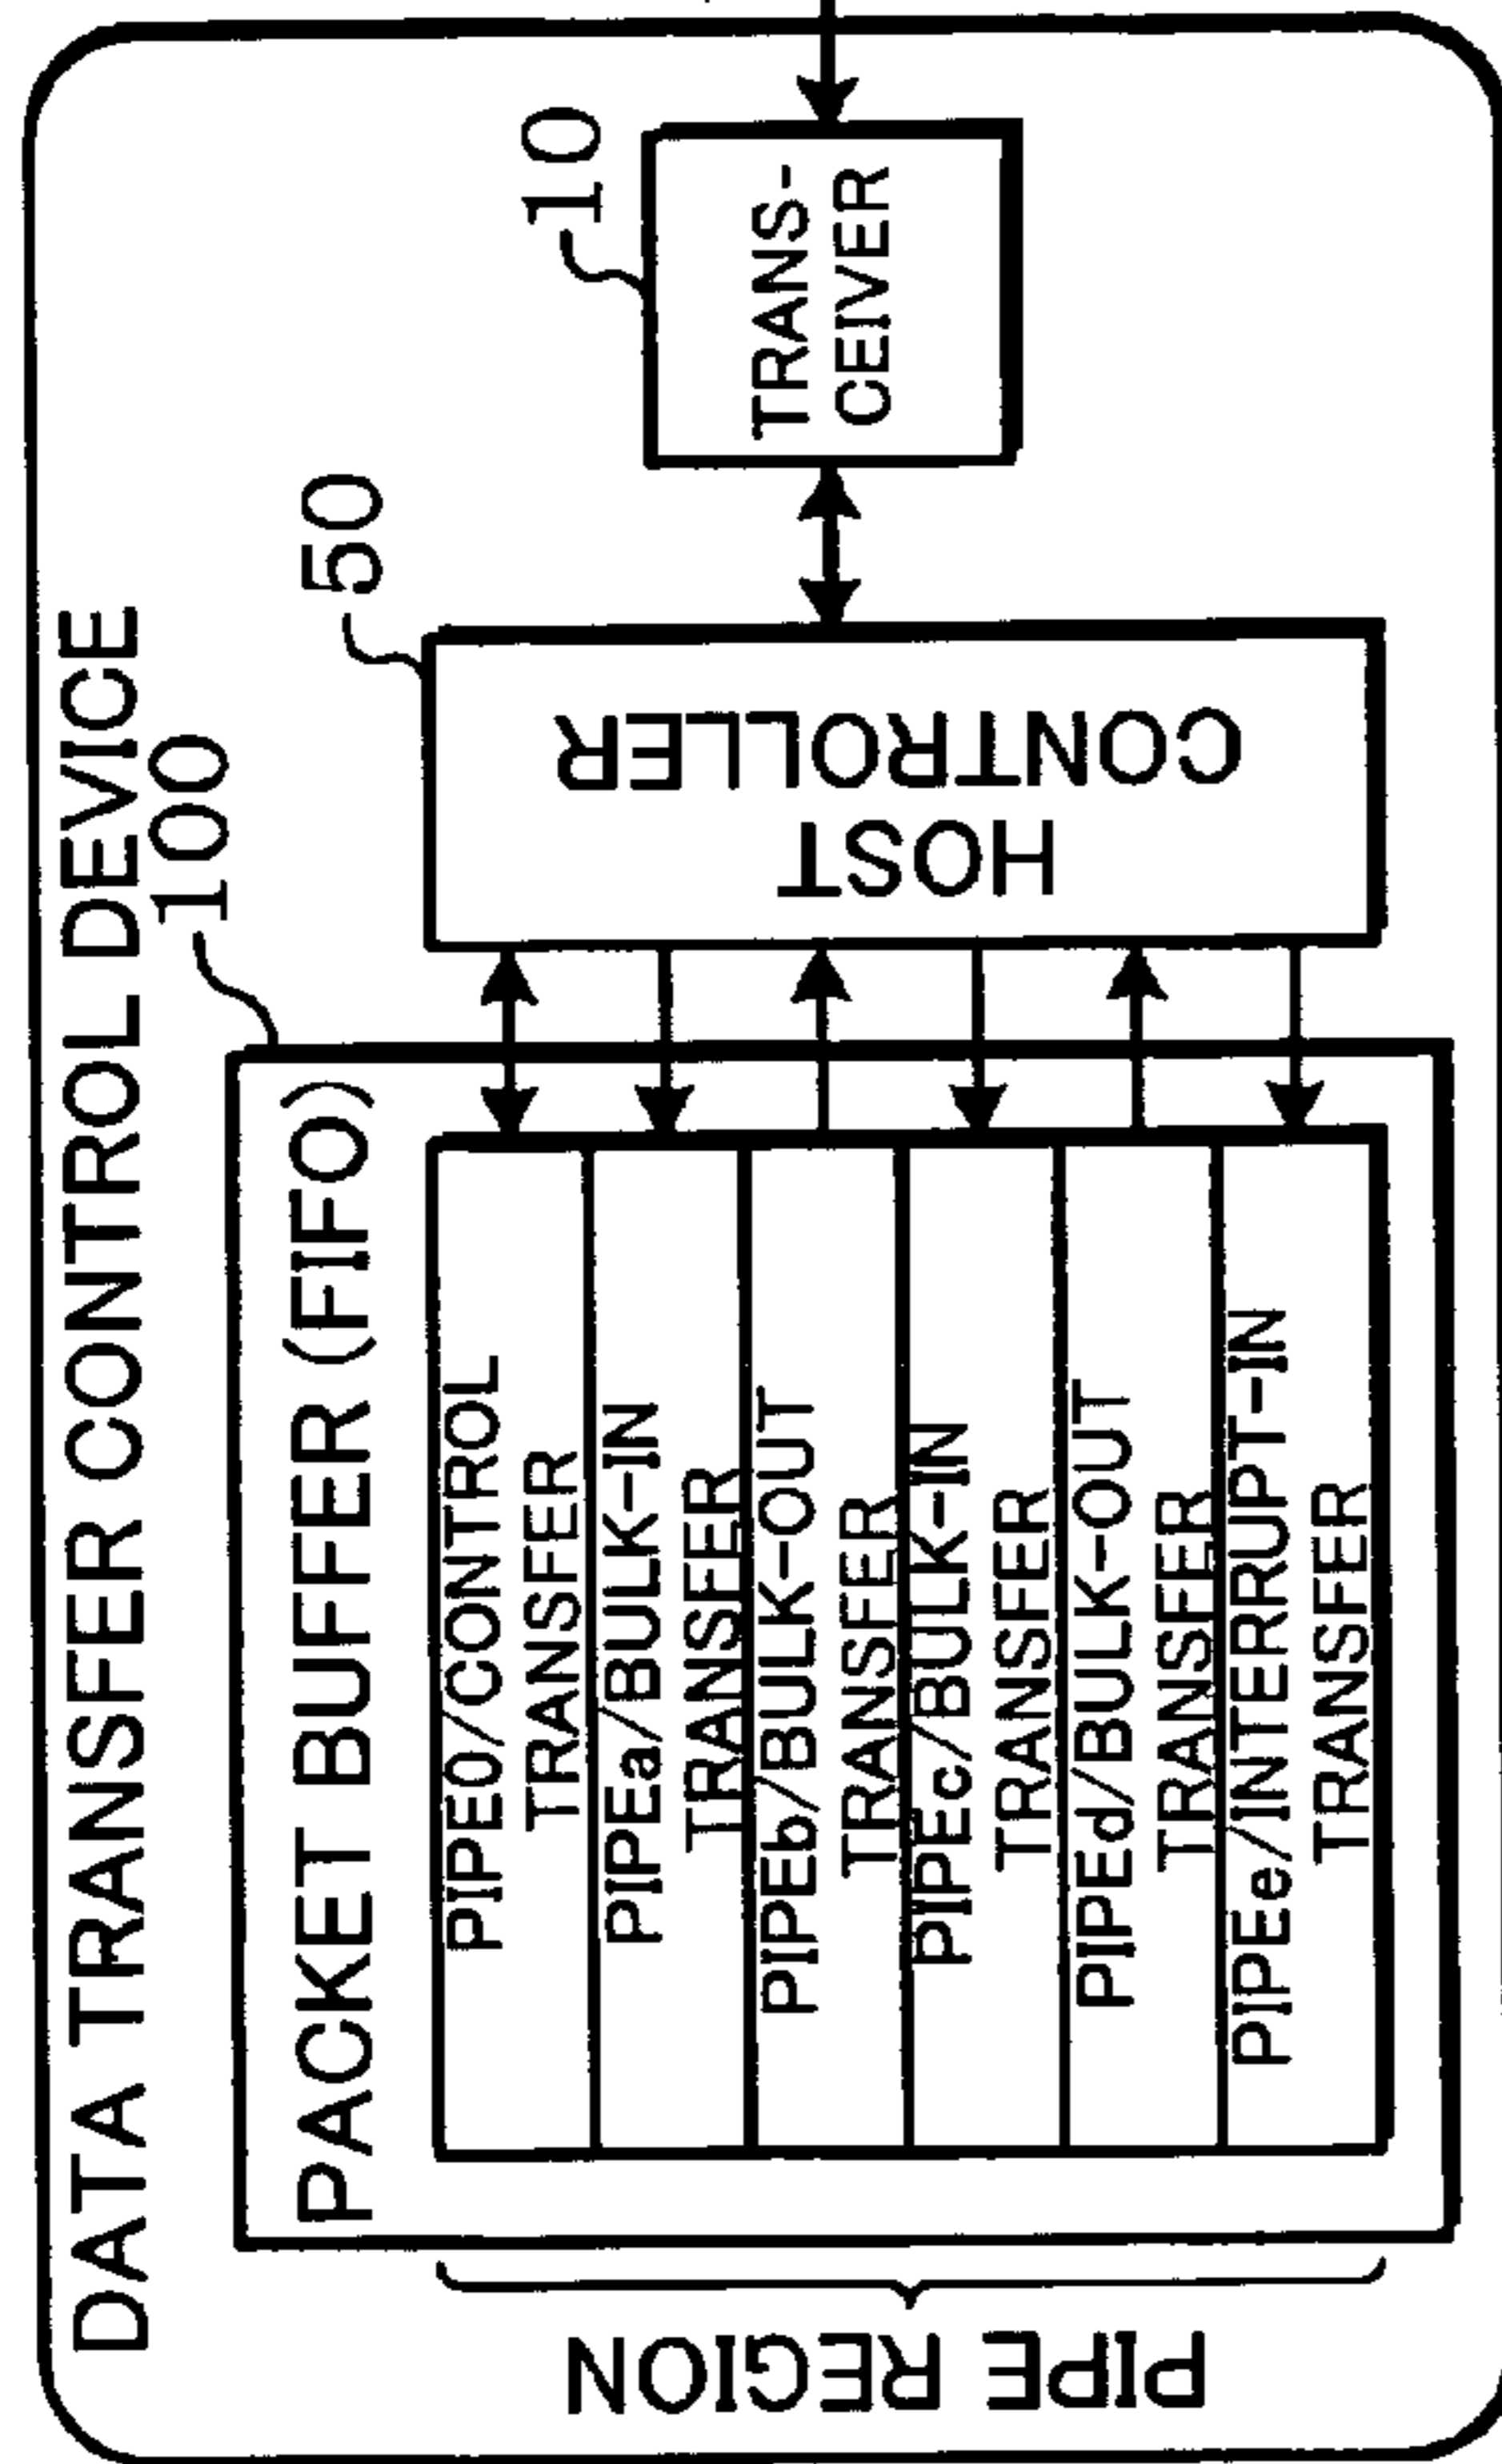 DATA TRANSFER CONTROL DEVICE
100
PACKET BUFFER (FIFO)
PIPE REGION
PIPE0/CONTROL
TRANSFER
PIPEa/BULK-IN
TRANSFER
PIPEb/BULK-OUT
TRANSFER
PIPEc/BULK-IN
TRANSFER
PIPEd/BULK-OUT
TRANSFER
PIPEe/INTERRUPT-IN
TRANSFER
50
HOST
CONTROLLER
10
TRANS-
CEIVER